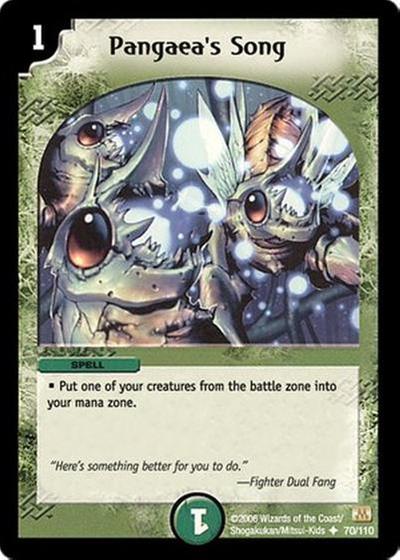 1
Pangaea's Song
SPELL
▪ Put one of your creatures from the battle zone into
your mana zone.
"Here's something better for you to do."
—Fighter Dual Fang
1
©2006 Wizards of the Coast/
Shogakukan/Mitsui-Kids ♦ 70/110